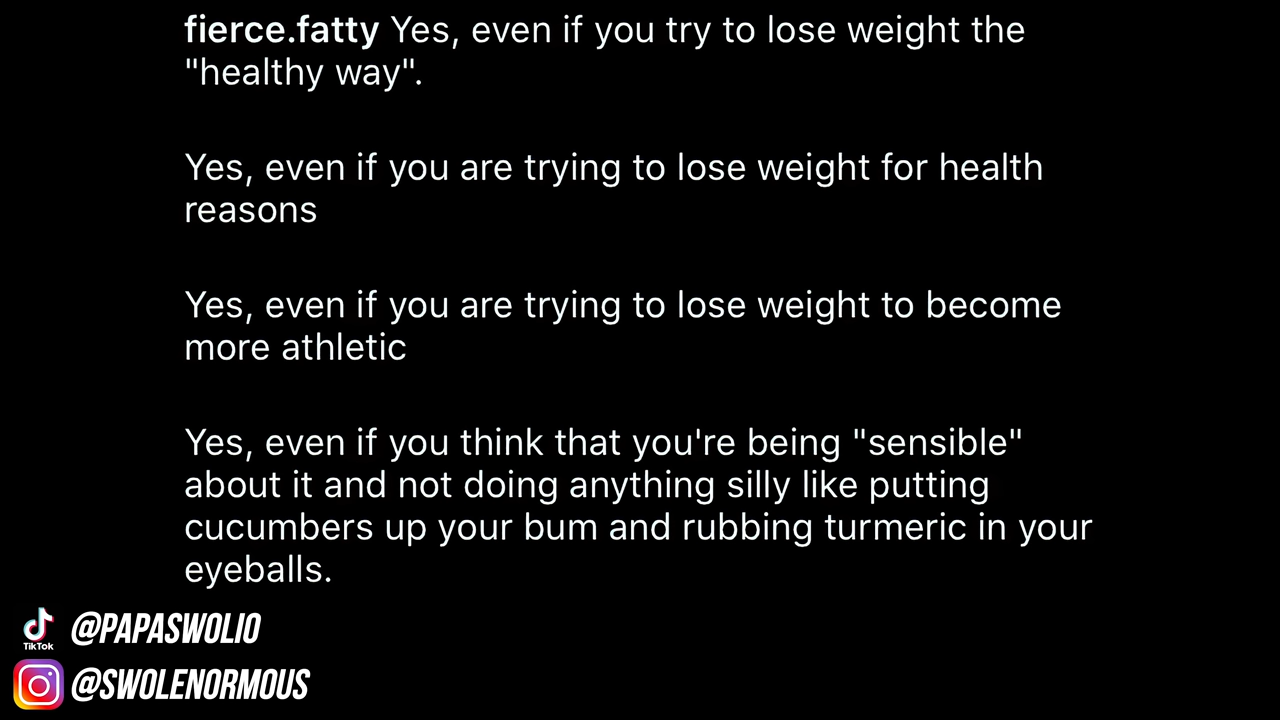 fierce.fatty Yes, even if you try to lose weight the
"healthy way".
Yes, even if you are trying to lose weight for health
reasons
Yes, even if you are trying to lose weight to become
more athletic
Yes, even if you think that you're being "sensible"
about it and not doing anything silly like putting
cucumbers up your bum and rubbing turmeric in your
eyeballs.
TikTok @PAPASWOLIO
@SWOLENORMOUS